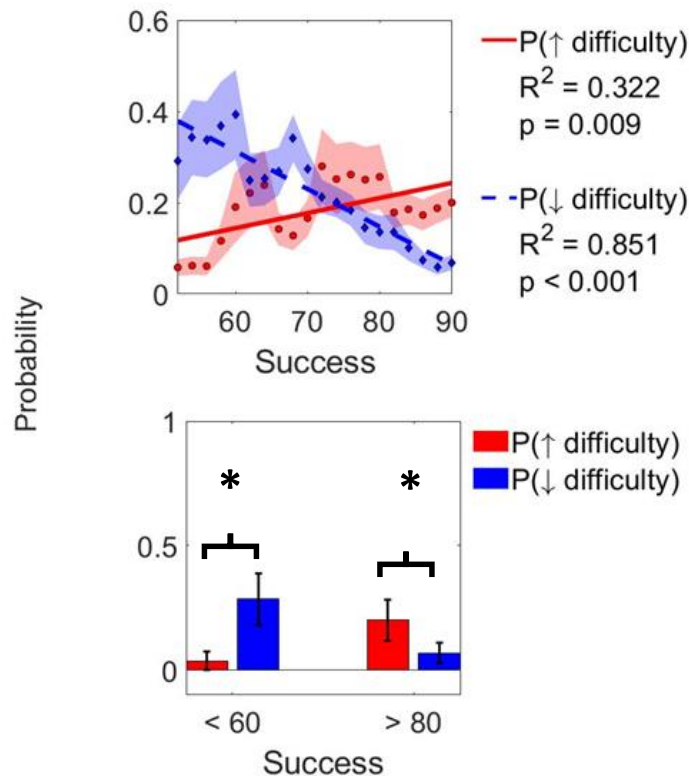 Probability
0.6
0.4
0.2
0
60 70 80 90
Success
P(↑ difficulty)
R² = 0.322
p = 0.009
P(↓ difficulty)
R² = 0.851
p < 0.001
1
0.5
0
*
*
< 60 > 80
Success
P(↑ difficulty)
P(↓ difficulty)